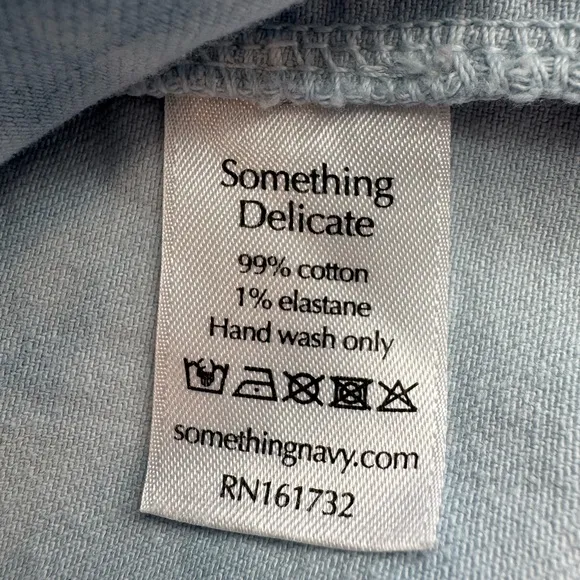 Something
Delicate
99% cotton
1% elastane
Hand wash only
somethingnavy.com
RN161732